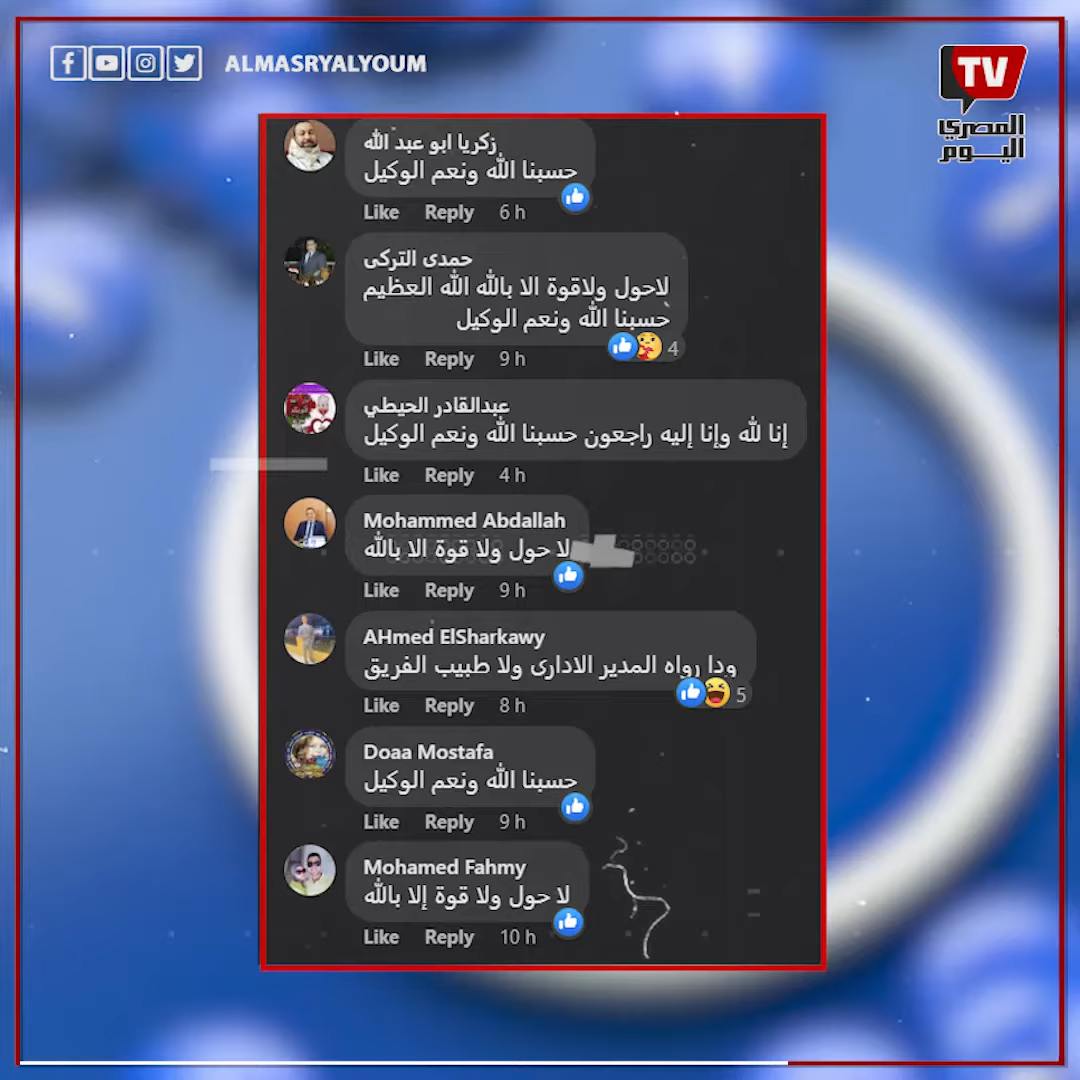 ALMASRYALYOUM
TV
المصري
اليوم
زكريا ابو عبد الله
حسبنا الله ونعم الوكيل
Like Reply 6 h
حمدى التركى
لاحول ولاقوة الا بالله الله العظيم
حسبنا الله ونعم الوكيل
4
Like Reply 9 h
عبدالقادر الحيطي
إنا لله وإنا إليه راجعون حسبنا الله ونعم الوكيل
Like Reply 4 h
Mohammed Abdallah
لا حول ولا قوة الا بالله
Like Reply 9 h
AHmed ElSharkawy
ودا رواه المدير الادارى ولا طبيب الفريق
5
Like Reply 8 h
Doaa Mostafa
حسبنا الله ونعم الوكيل
Like Reply 9 h
Mohamed Fahmy
لا حول ولا قوة إلا بالله
Like Reply 10 h